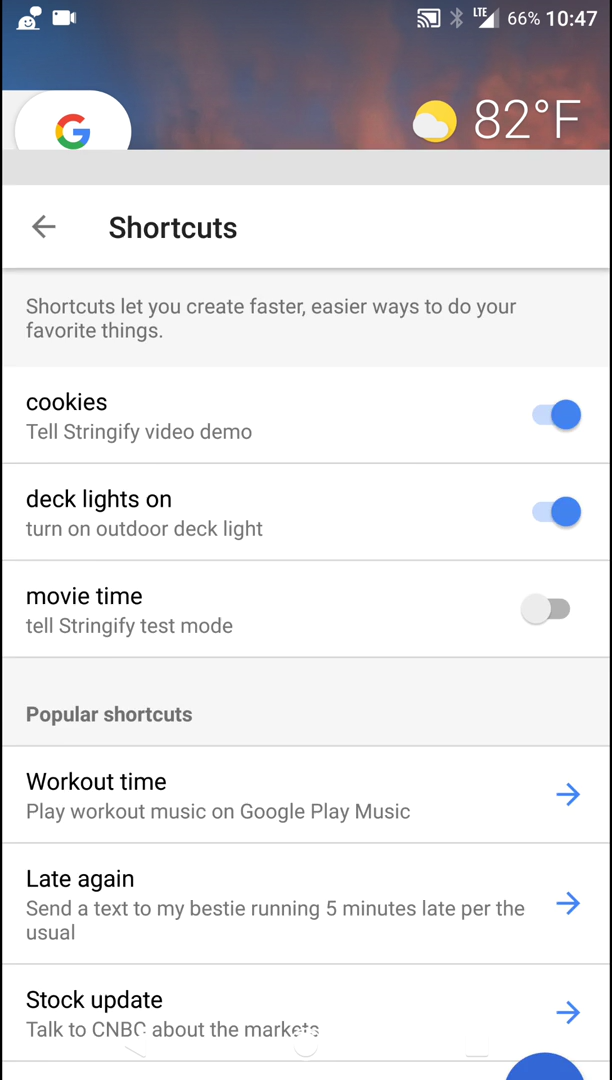 LTE 66% 10:47
G 82°F
Shortcuts
Shortcuts let you create faster, easier ways to do your
favorite things.
cookies
Tell Stringify video demo
deck lights on
turn on outdoor deck light
movie time
tell Stringify test mode
Popular shortcuts
Workout time
Play workout music on Google Play Music
Late again
Send a text to my bestie running 5 minutes late per the
usual
Stock update
Talk to CNBC about the markets